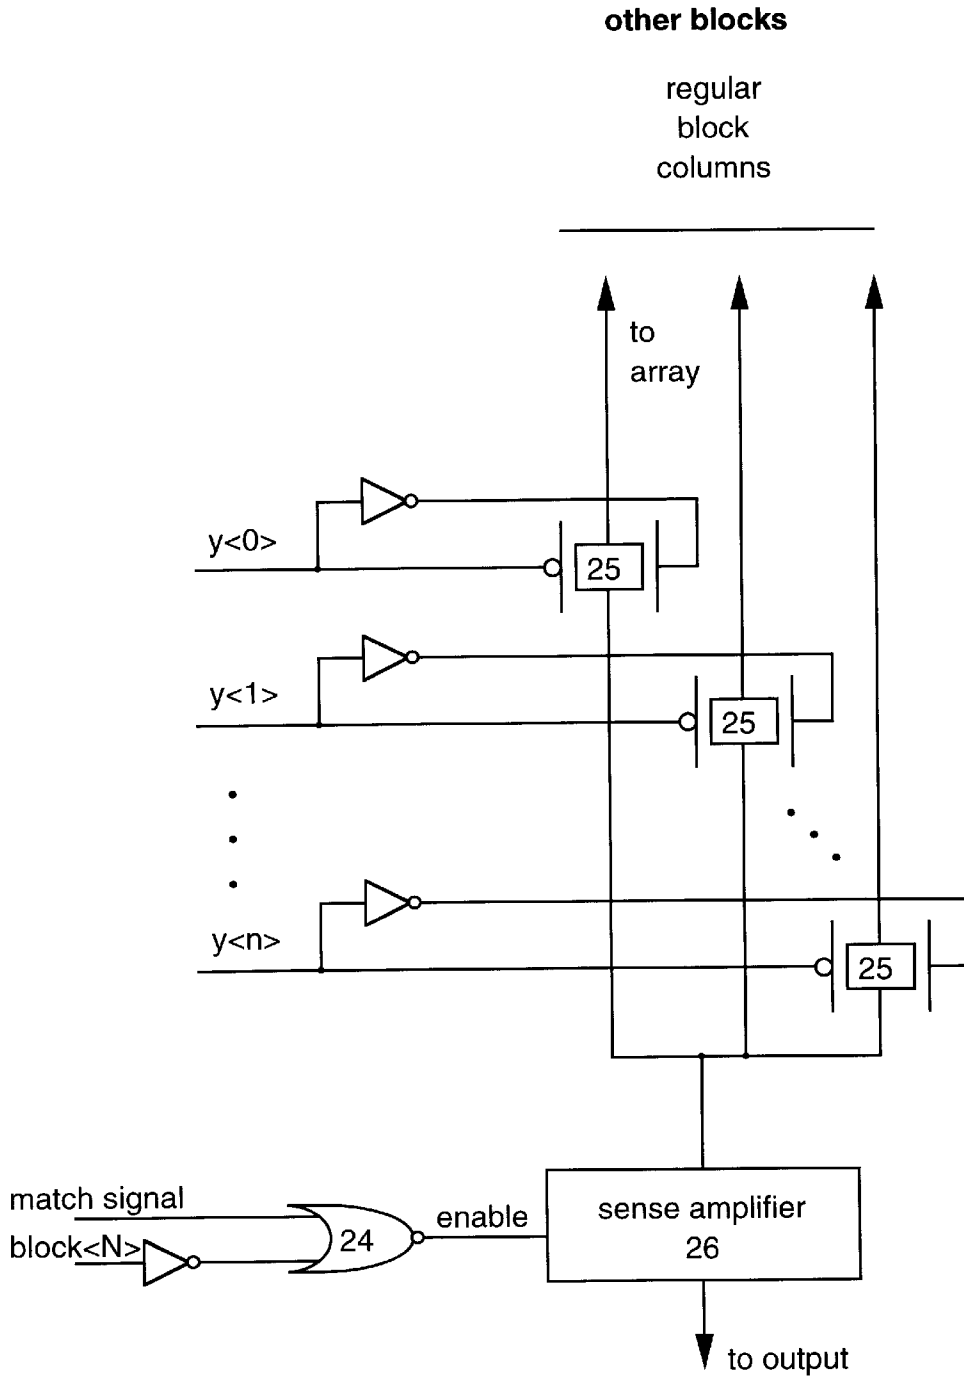 other blocks
regular
block
columns
to
array
y<0>
25
y<1>
25
y<n>
25
match signal
block<N>
24
enable
sense amplifier
26
to output